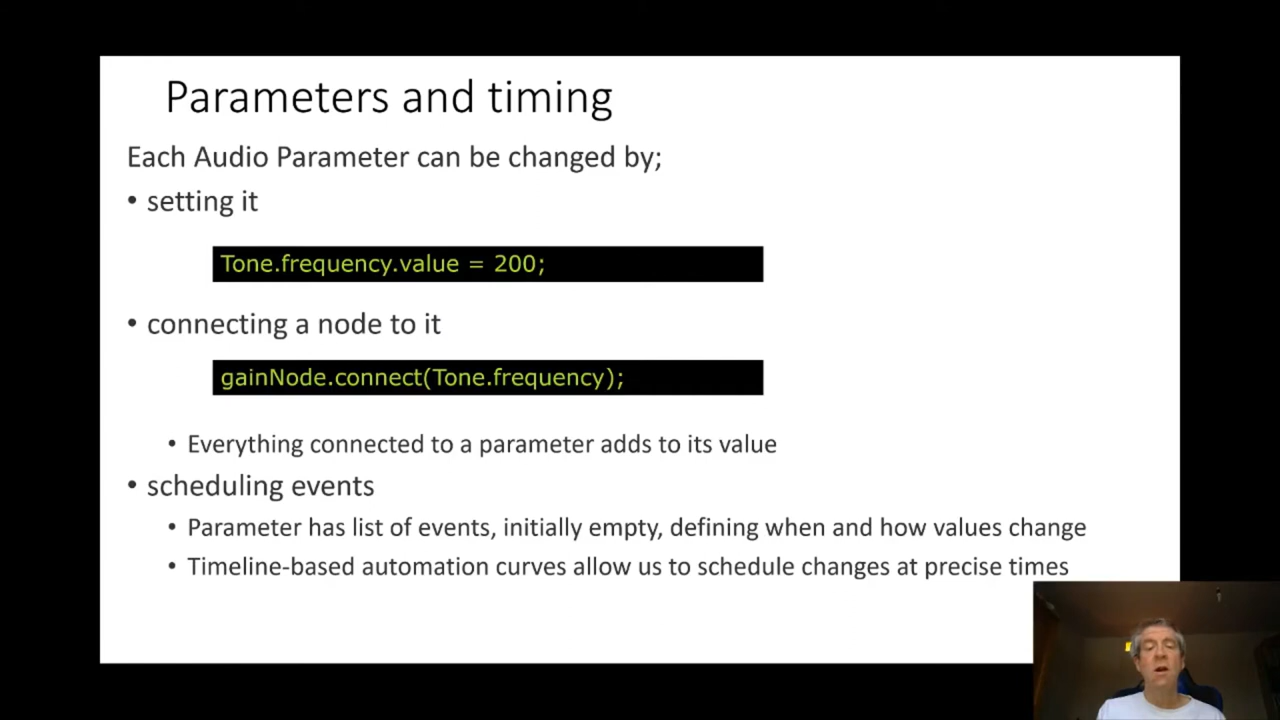 Parameters and timing
Each Audio Parameter can be changed by;
• setting it
Tone.frequency.value = 200;
• connecting a node to it
gainNode.connect(Tone.frequency);
• Everything connected to a parameter adds to its value
• scheduling events
• Parameter has list of events, initially empty, defining when and how values change
• Timeline-based automation curves allow us to schedule changes at precise times